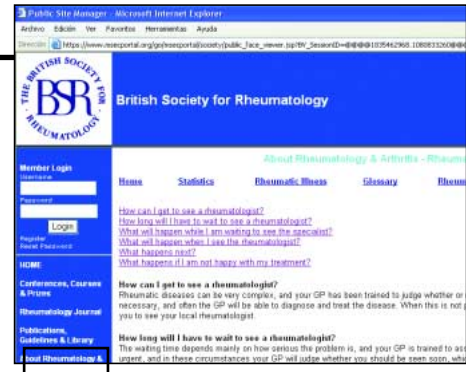 Public Site Manager - Microsoft Internet Explorer
Archivo Edición Ver Favoritos Herramientas Ayuda
Dirección
THE BRITISH SOCIETY FOR RHEUMATOLOGY
BSR
British Society for Rheumatology
About Rheumatology & Arthritis - Rheuma
Member Login
Username
Password
Login
Register
Reset Password
Home Statistics Rheumatic Illness Glossary Rheum
How can I get to see a rheumatologist?
How long will I have to wait to see a rheumatologist?
What will happen while I am waiting to see the specialist?
What will happen when I see the rheumatologist?
What happens next?
What happens if I am not happy with my treatment?
HOME
Conferences, Courses
& Prizes
Rheumatology Journal
Publications,
Guidelines & Library
About Rheumatology &
How can I get to see a rheumatologist?
Rheumatic diseases can be very complex, and your GP has been trained to judge whether or
necessary, and often the GP will be able to diagnose and treat the disease. When this is not
you to see your local rheumatologist.
How long will I have to wait to see a rheumatologist?
The waiting time depends mainly on how serious the problem is, and your GP is trained to
urgent, and in these circumstances your GP will judge whether you should be seen soon,